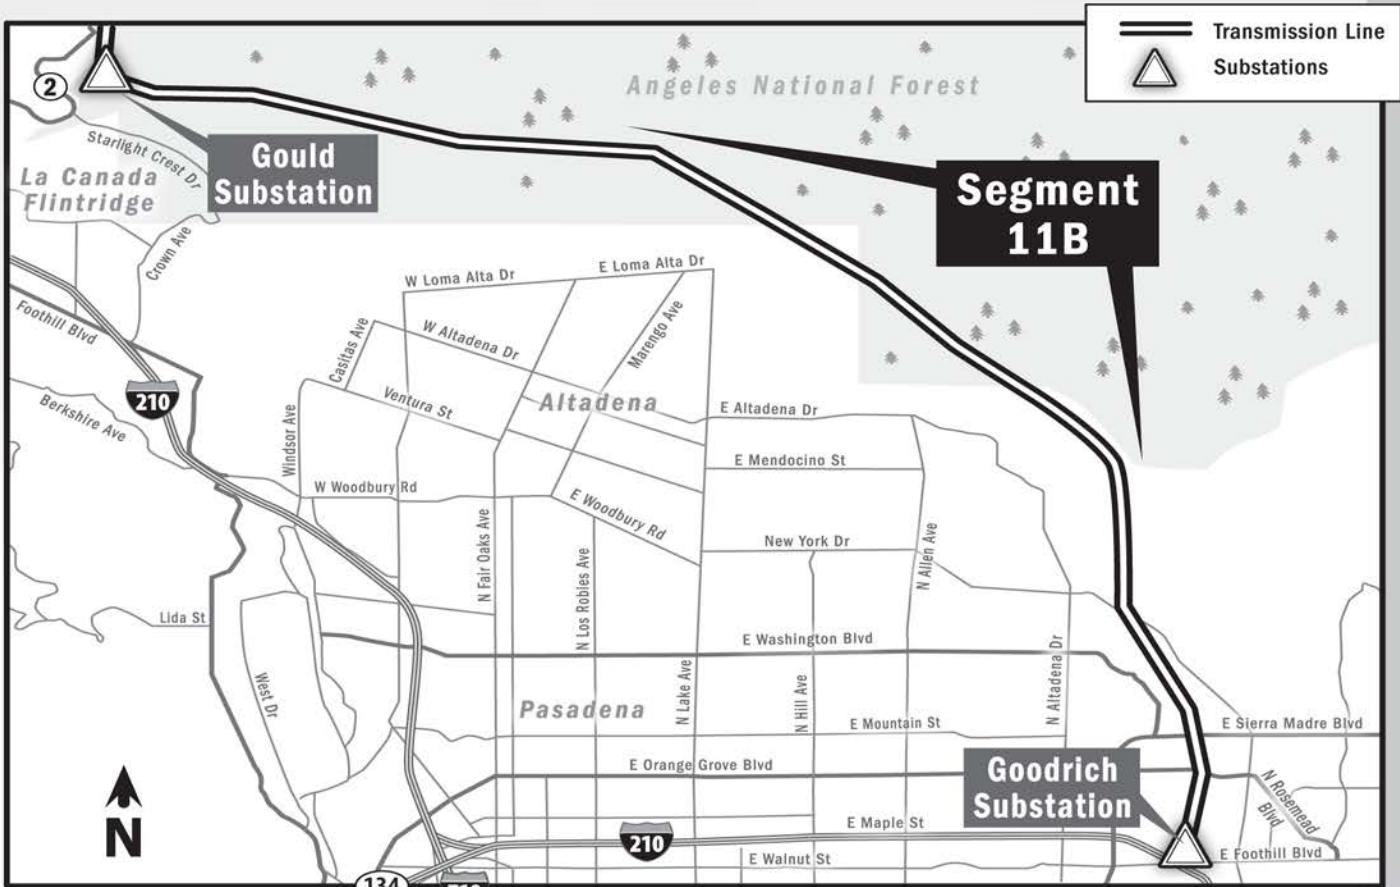 Transmission Line
Substations
2
Angeles National Forest
Gould
Substation
Starlight Crest Dr
La Canada
Flintridge
Segment
11B
Crown Ave
W Loma Alta Dr
E Loma Alta Dr
Foothill Blvd
Casitas Ave
W Altadena Dr
Marengo Ave
210
Berkshire Ave
Windsor Ave
Ventura St
Altadena
E Altadena Dr
E Mendocino St
W Woodbury Rd
E Woodbury Rd
N Fair Oaks Ave
N Los Robles Ave
New York Dr
N Allen Ave
Lida St
E Washington Blvd
West Dr
Pasadena
N Lake Ave
N Hill Ave
N Altadena Dr
E Mountain St
E Sierra Madre Blvd
E Orange Grove Blvd
Goodrich
Substation
N Rosemead
Blvd
N
210
E Maple St
E Walnut St
E Foothill Blvd
134